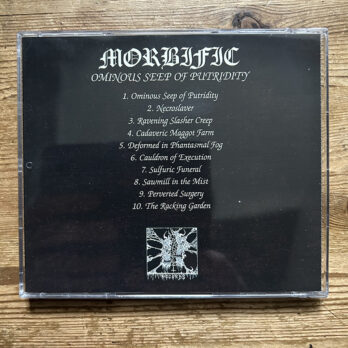 MORBIFIC
OMINOUS SEEP OF PUTRIDITY
1. Ominous Seep of Putridity
2. Necroslaver
3. Ravening Slasher Creep
4. Cadaveric Maggot Farm
5. Deformed in Phantasmal Fog
6. Cauldron of Execution
7. Sulfuric Funeral
8. Sawmill in the Mist
9. Perverted Surgery
10. The Racking Garden